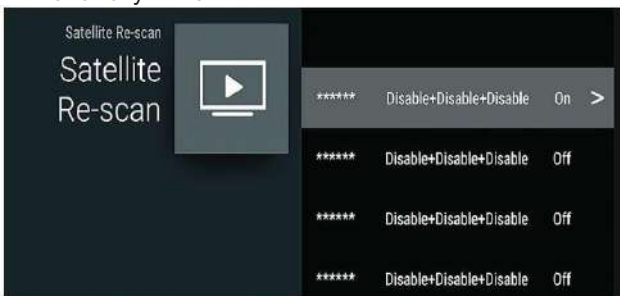 Satellite Re-scan
Satellite
Re-scan
****** Disable+Disable+Disable On >
****** Disable+Disable+Disable Off
****** Disable+Disable+Disable Off
****** Disable+Disable+Disable Off